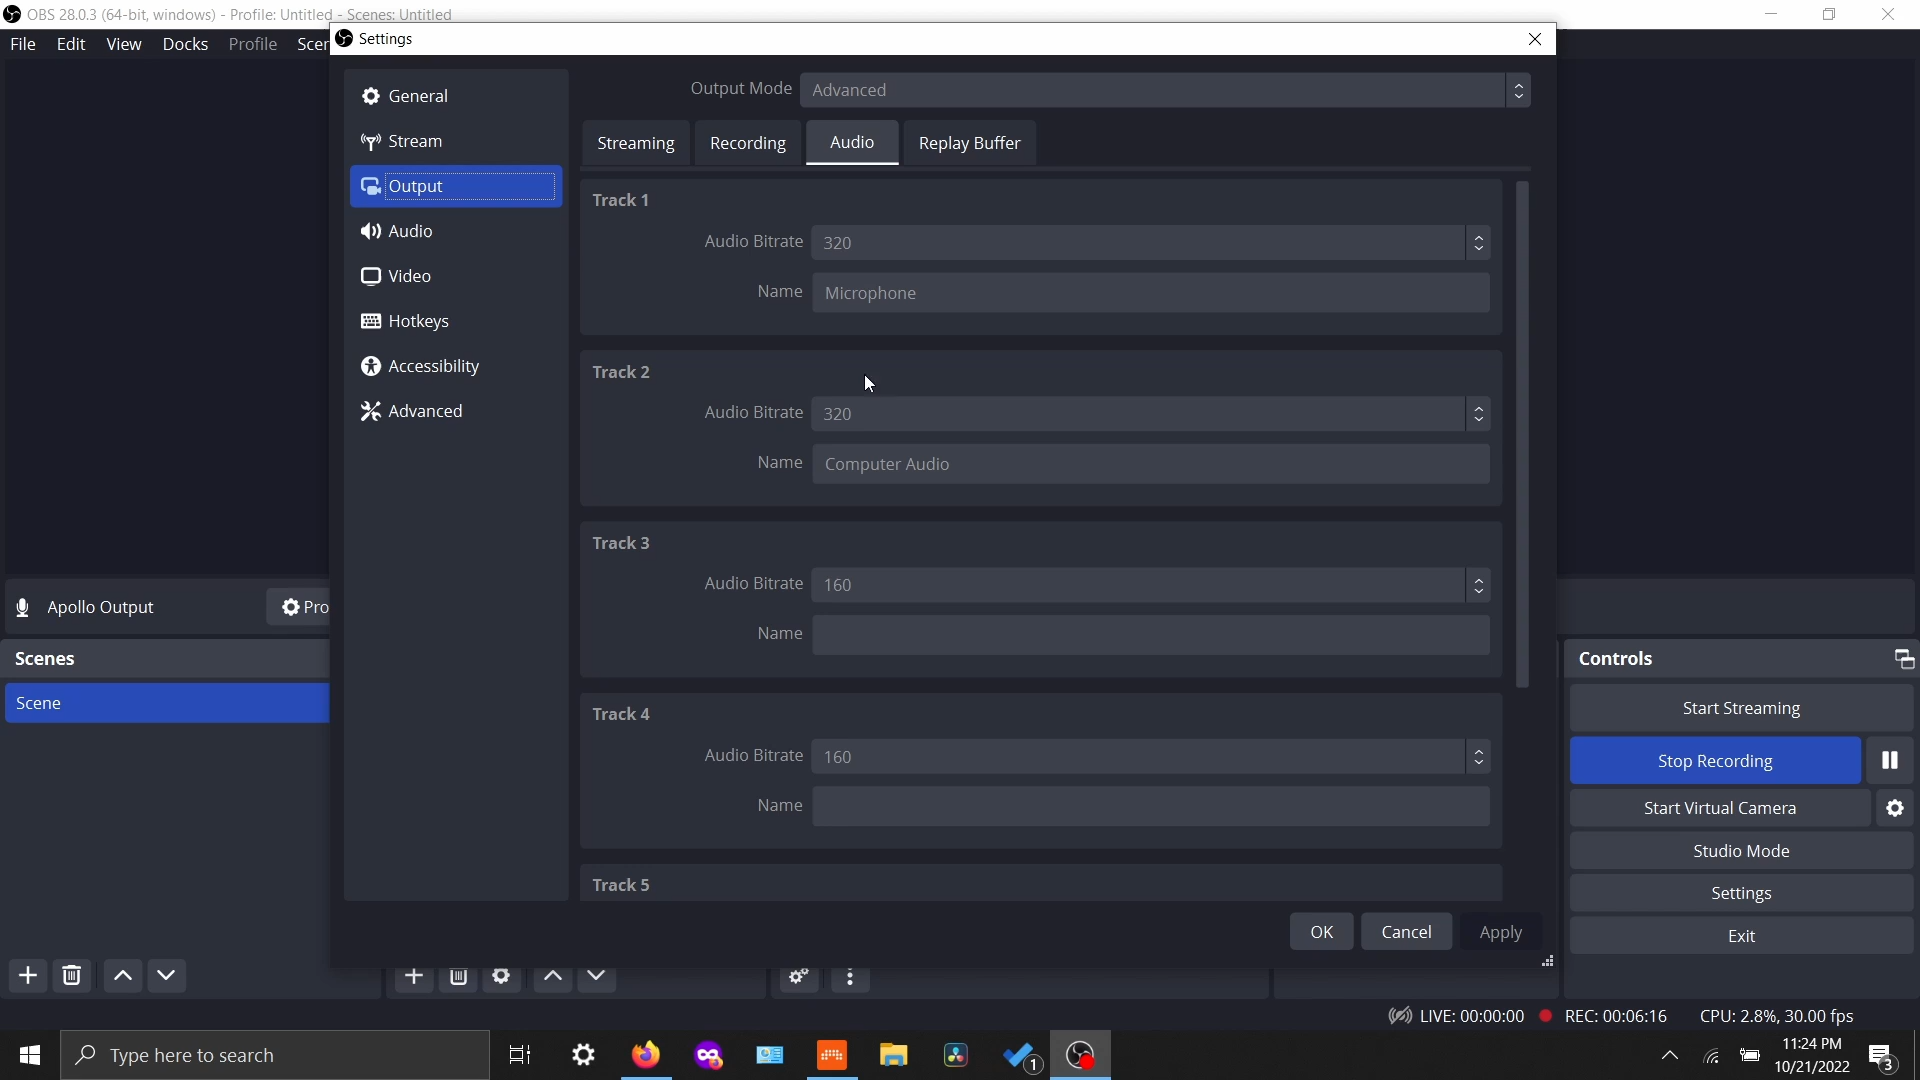 OBS 28.0.3 (64-bit, windows) - Profile: Untitled - Scenes: Untitled
File Edit View Docks Profile Scen
Settings
General
Stream
Output
Audio
Video
Hotkeys
Accessibility
Advanced
Output Mode Advanced
Streaming Recording Audio Replay Buffer
Track 1
Audio Bitrate 320
Name Microphone
Track 2
Audio Bitrate 320
Name Computer Audio
Track 3
Audio Bitrate 160
Name
Track 4
Audio Bitrate 160
Name
Track 5
OK Cancel Apply
Apollo Output Pro
Scenes
Scene
Controls
Start Streaming
Stop Recording
Start Virtual Camera
Studio Mode
Settings
Exit
LIVE: 00:00:00 REC: 00:06:16 CPU: 2.8%, 30.00 fps
Type here to search
1
11:24 PM
10/21/2022
3